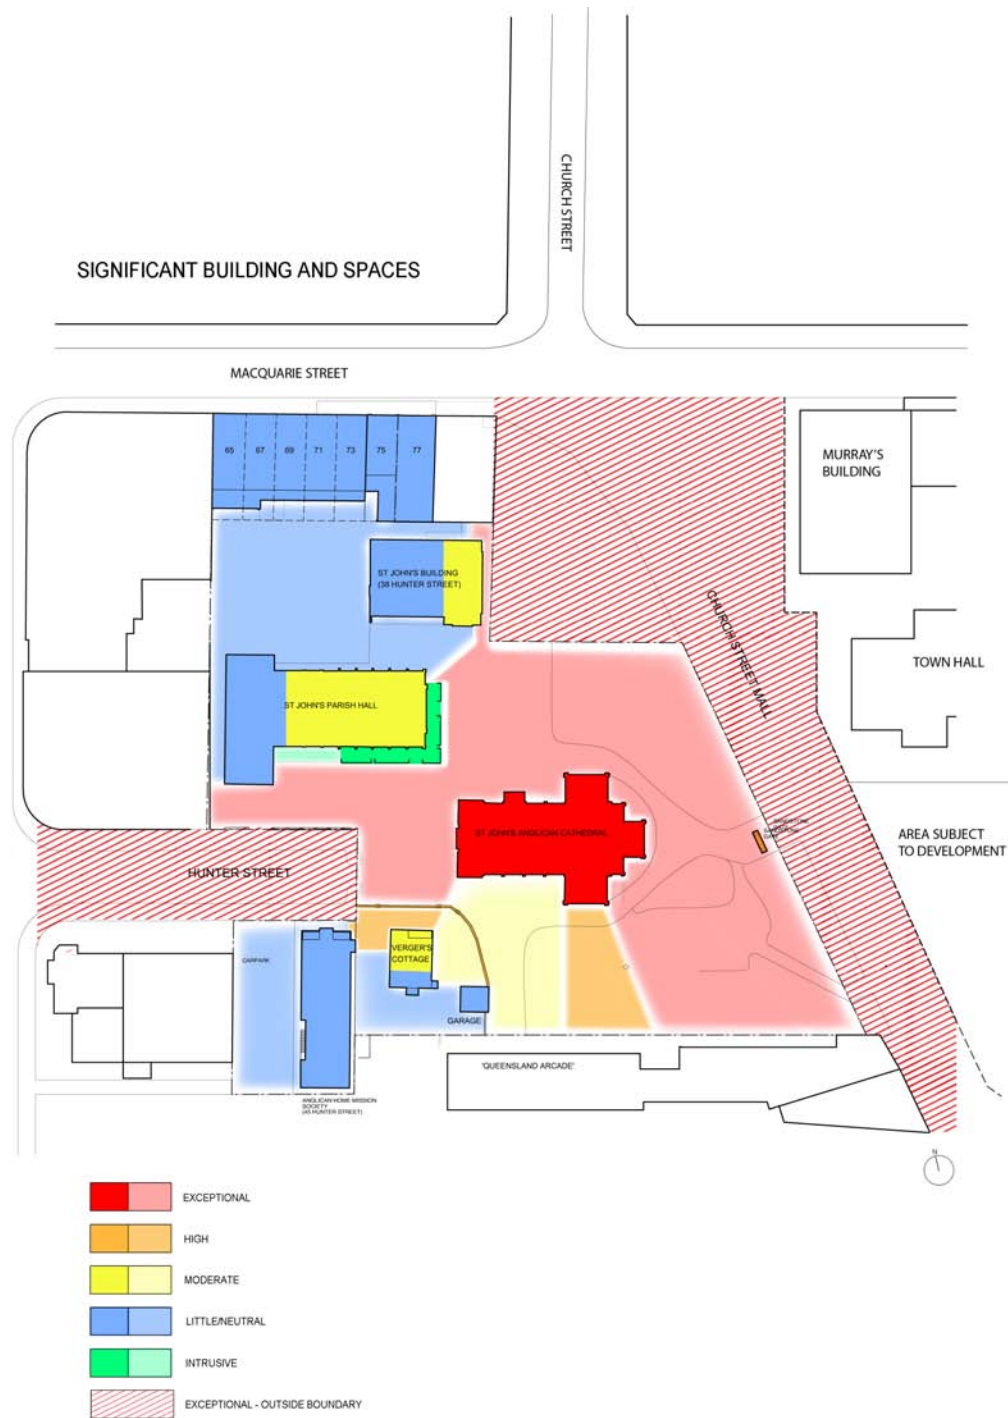 CHURCH STREET
SIGNIFICANT BUILDING AND SPACES
MACQUARIE STREET
65 67 69 71 73 75 77
MURRAY'S
BUILDING
ST JOHN'S BUILDING
(38 HUNTER STREET)
CHURCH STREET MALL
TOWN HALL
ST JOHN'S PARISH HALL
ST JOHN'S ANGLICAN CATHEDRAL
SANDSTONE
AREA SUBJECT
TO DEVELOPMENT
HUNTER STREET
VERGER'S
COTTAGE
CARPARK
GARAGE
'QUEENSLAND ARCADE'
ANGLICAN HOME MISSION
SOCIETY
(45 HUNTER STREET)
N
EXCEPTIONAL
HIGH
MODERATE
LITTLE/NEUTRAL
INTRUSIVE
EXCEPTIONAL - OUTSIDE BOUNDARY